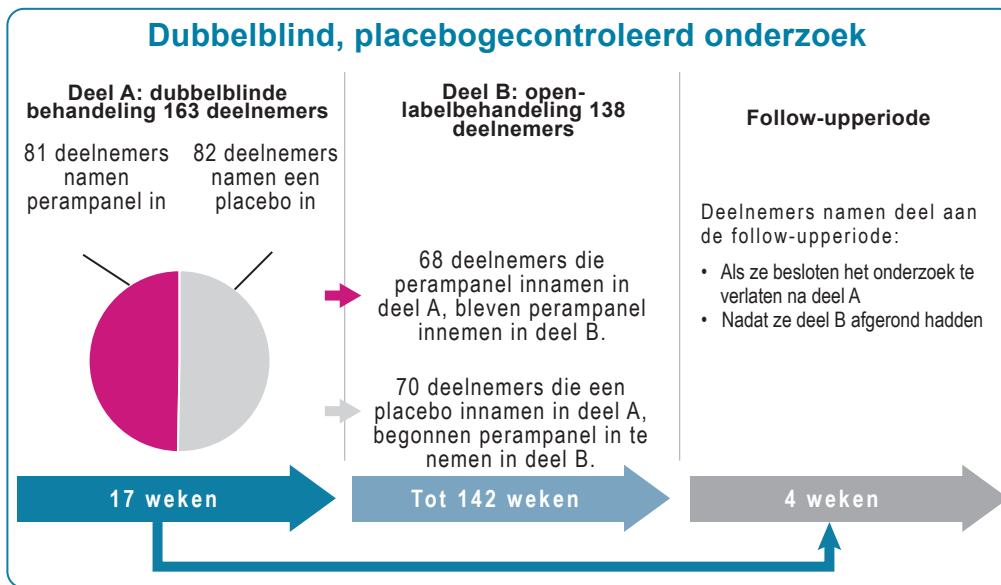 Dubbelblind, placebogecontroleerd onderzoek
Deel A: dubbelblinde
behandeling 163 deelnemers
81 deelnemers
namen
perampanel in
82 deelnemers
namen een
placebo in
Deel B: open-
labelbehandeling 138
deelnemers
68 deelnemers die
perampanel innamen in
deel A, bleven perampanel
innemen in deel B.
70 deelnemers die een
placebo innamen in deel A,
begonnen perampanel in te
nemen in deel B.
Follow-upperiode
Deelnemers namen deel aan
de follow-upperiode:
• Als ze besloten het onderzoek te
verlaten na deel A
• Nadat ze deel B afgerond hadden
17 weken
Tot 142 weken
4 weken